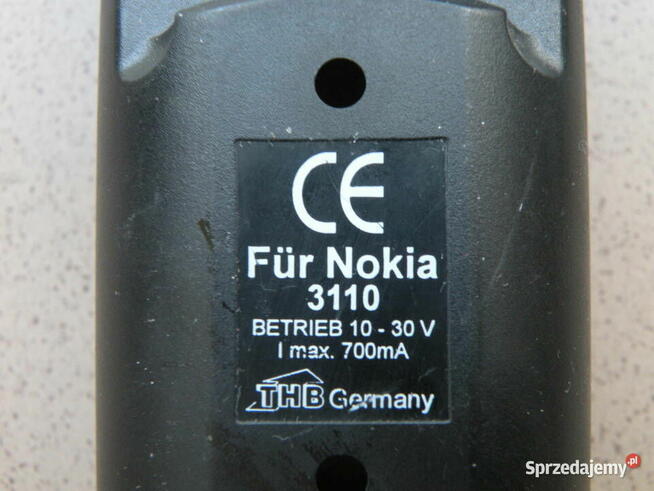 CE
Für Nokia
3110
BETRIEB 10 - 30 V
I max. 700mA
THB Germany
Sprzedajemy.pl